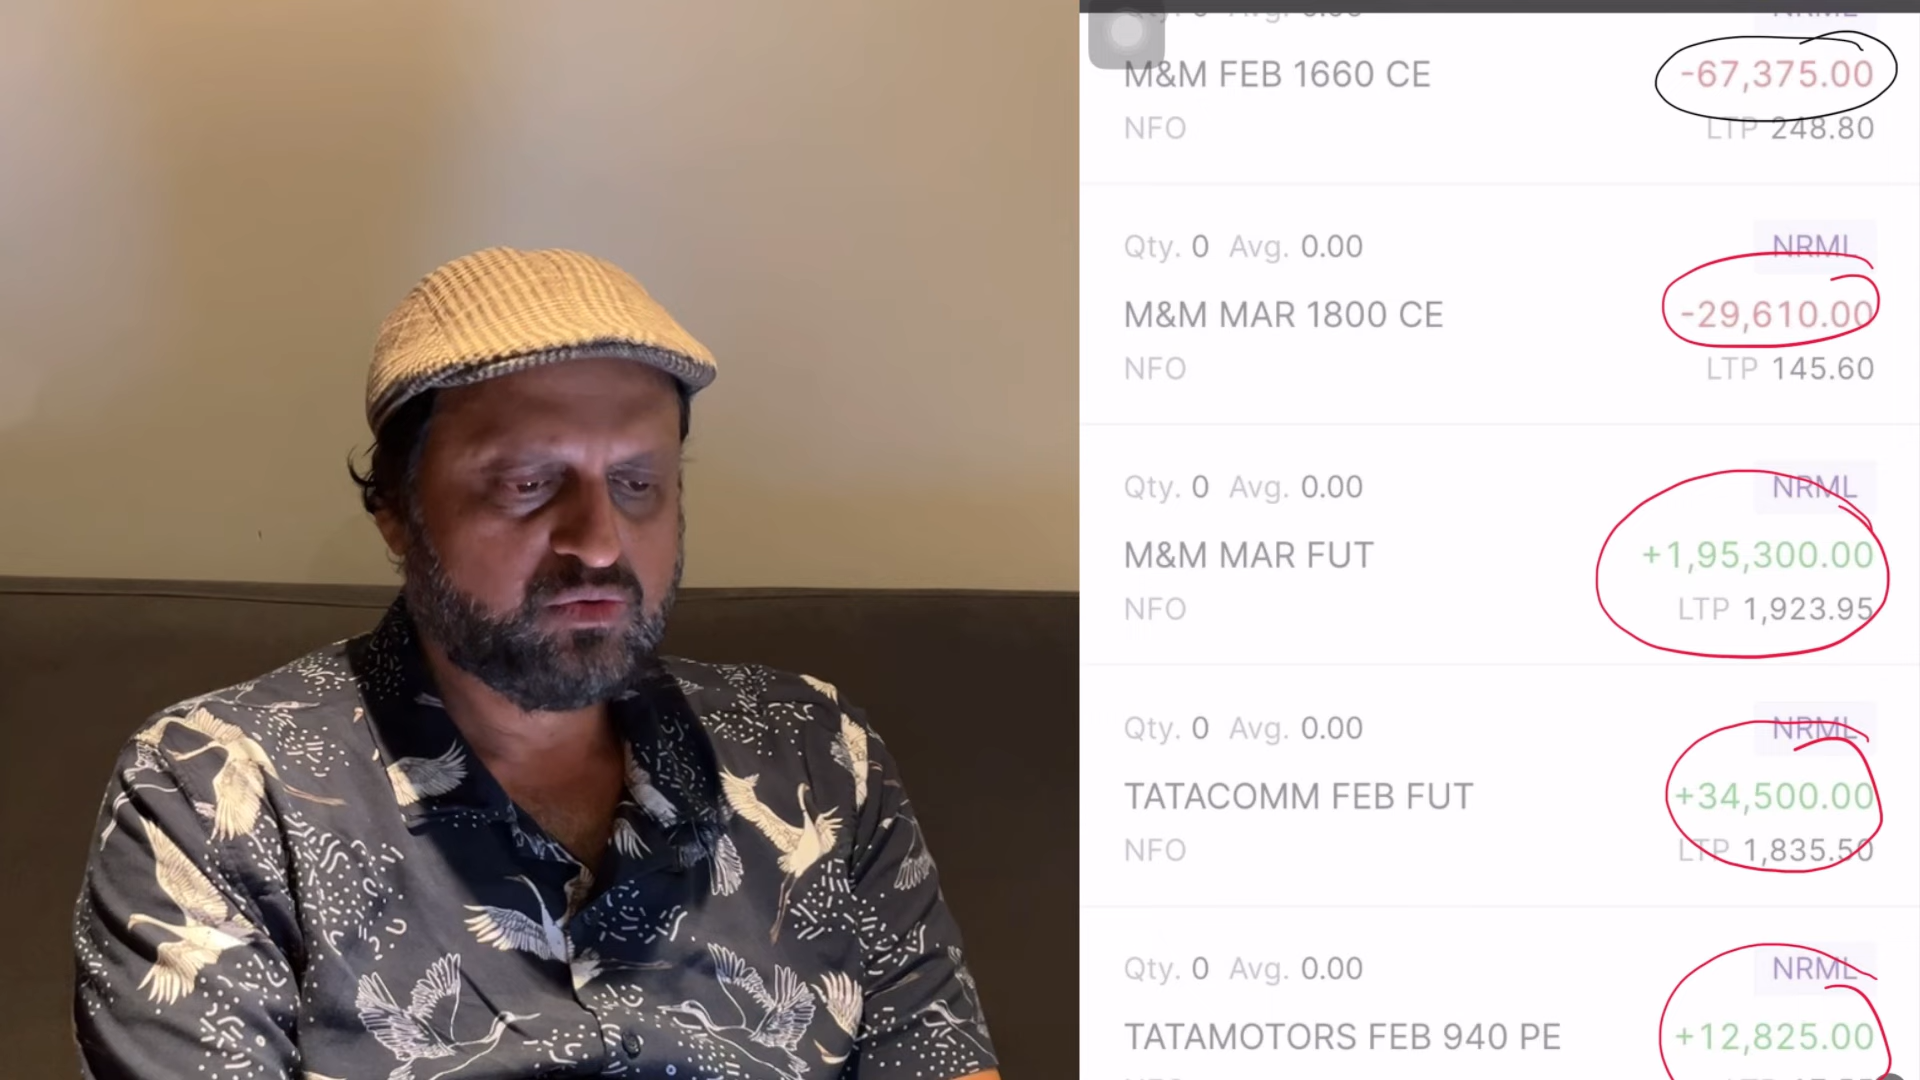 M&M FEB 1660 CE -67,375.00
NFO LTP 248.80
Qty. 0 Avg. 0.00 NRML
M&M MAR 1800 CE -29,610.00
NFO LTP 145.60
Qty. 0 Avg. 0.00 NRML
M&M MAR FUT +1,95,300.00
NFO LTP 1,923.95
Qty. 0 Avg. 0.00 NRML
TATACOMM FEB FUT +34,500.00
NFO LTP 1,835.50
Qty. 0 Avg. 0.00 NRML
TATAMOTORS FEB 940 PE +12,825.00